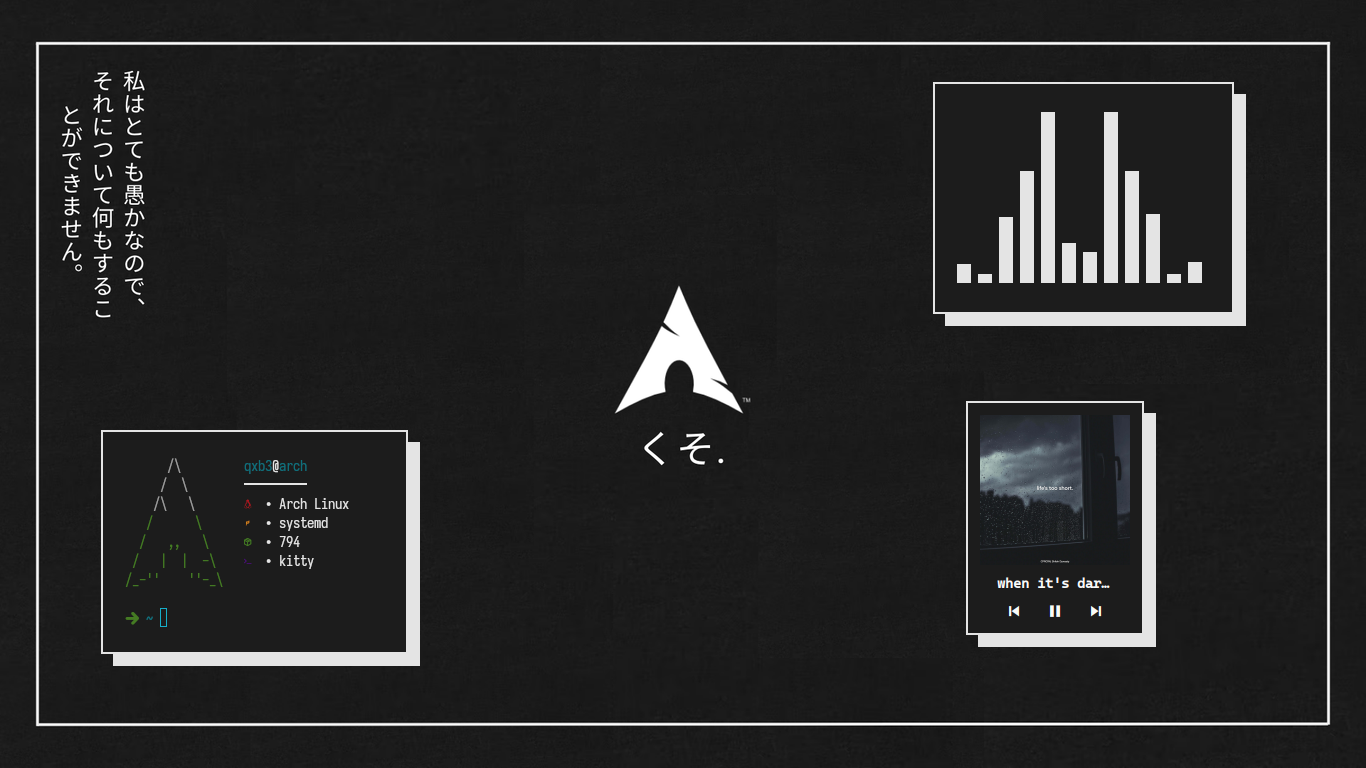 私はとても愚かなので、
それについて何もするこ
とができません。
くそ.
TM
qxb3@arch
• Arch Linux
• systemd
• 794
• kitty
~
life's too short.
when it's dar…